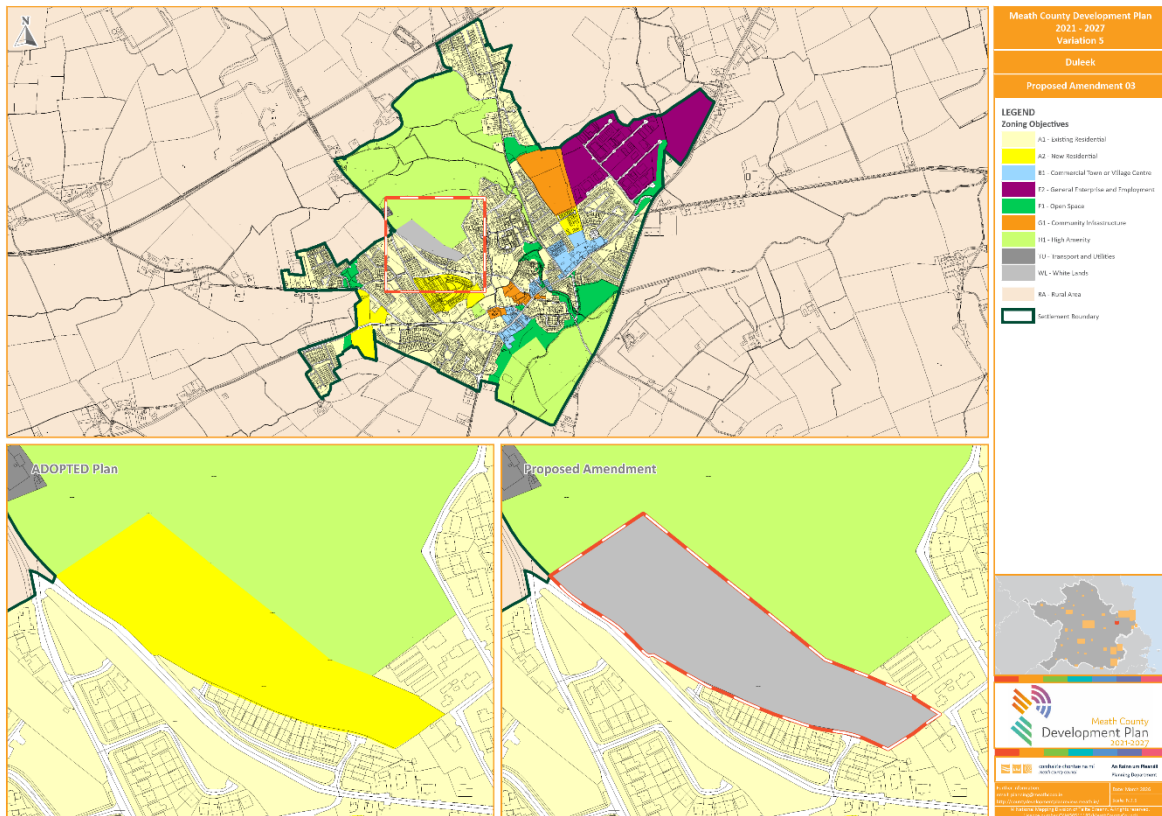 N
Meath County Development Plan
2021 - 2027
Variation 5
Duleek
Proposed Amendment 03
LEGEND
Zoning Objectives
A1 - Existing Residential
A2 - New Residential
B1 - Commercial Town or Village Centre
E2 - General Enterprise and Employment
F1 - Open Space
G1 - Community Infrastructure
H1 - High Amenity
TU - Transport and Utilities
WL - White Lands
RA - Rural Area
Settlement Boundary
ADOPTED Plan
Proposed Amendment
Meath County
Development Plan
2021-2027
meath county council
Planning Department